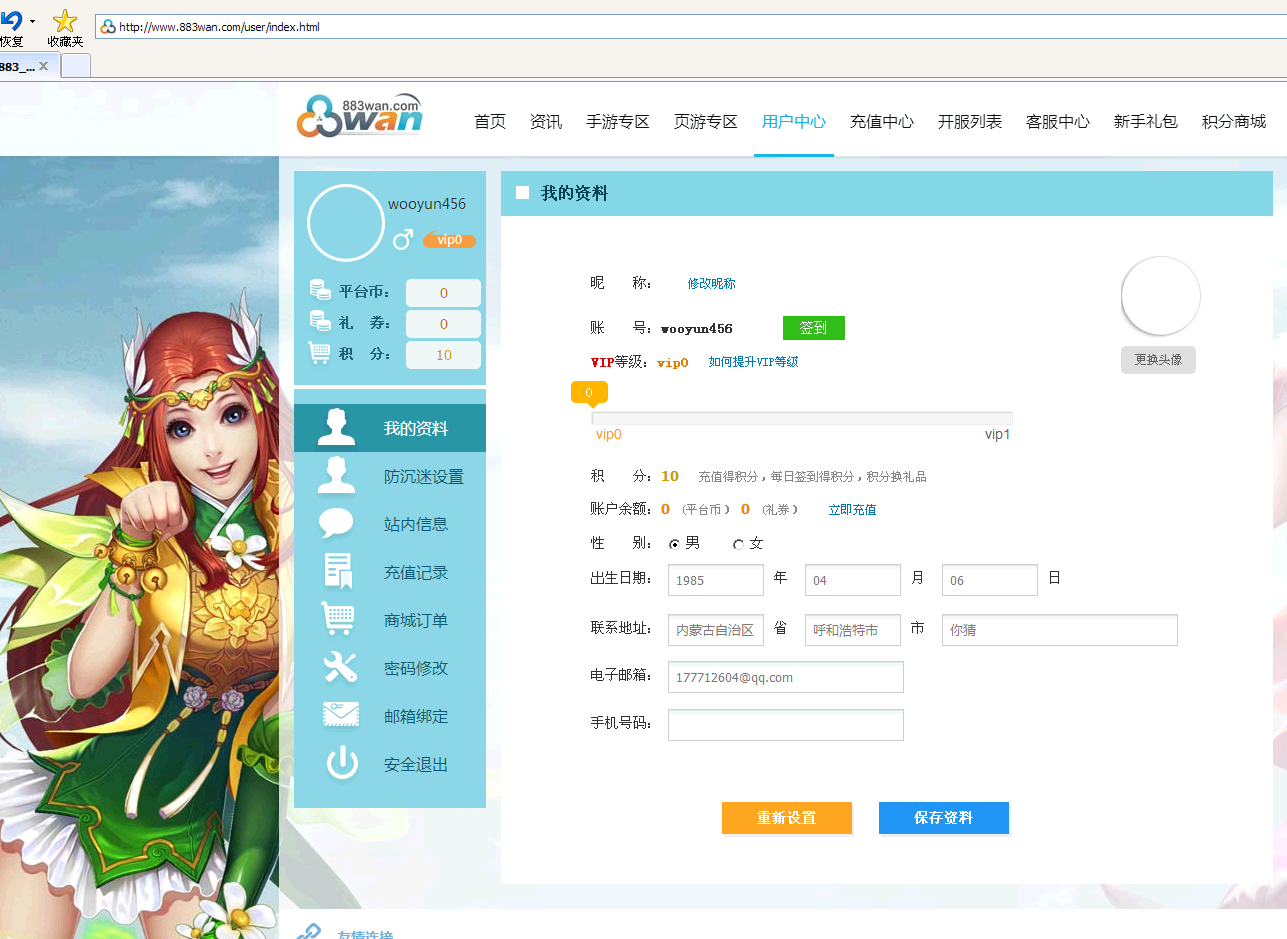 恢复 收藏夹 http://www.883wan.com/user/index.html
883_... X
883wan.com
8wan
首页 资讯 手游专区 页游专区 用户中心 充值中心 开服列表 客服中心 新手礼包 积分商城
wooyun456
vip0
平台币: 0
礼 券: 0
积 分: 10
我的资料
防沉迷设置
站内信息
充值记录
商城订单
密码修改
邮箱绑定
安全退出
我的资料
昵 称: 修改昵称
账 号: wooyun456 签到
VIP等级: vip0 如何提升VIP等级
更换头像
0
vip0 vip1
积 分: 10 充值得积分，每日签到得积分，积分换礼品
账户余额: 0 (平台币) 0 (礼券) 立即充值
性 别: 男 女
出生日期: 1985 年 04 月 06 日
联系地址: 内蒙古自治区 省 呼和浩特市 市 你猜
电子邮箱: 177712604@qq.com
手机号码:
重新设置 保存资料
友情连接